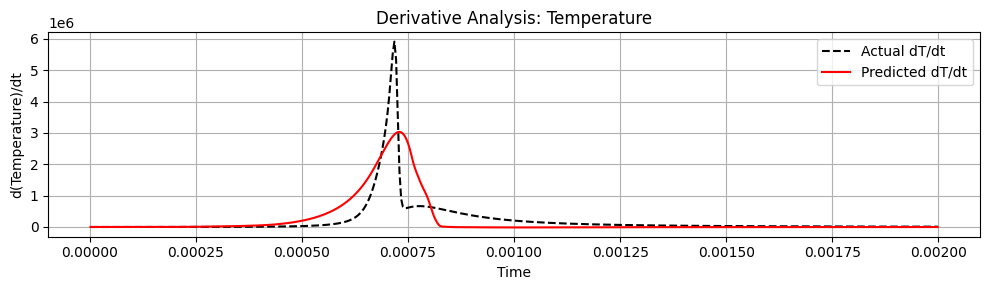 Derivative Analysis: Temperature
1e6
Actual dT/dt
Predicted dT/dt
d(Temperature)/dt
6
5
4
3
2
1
0
0.00000 0.00025 0.00050 0.00075 0.00100 0.00125 0.00150 0.00175 0.00200
Time